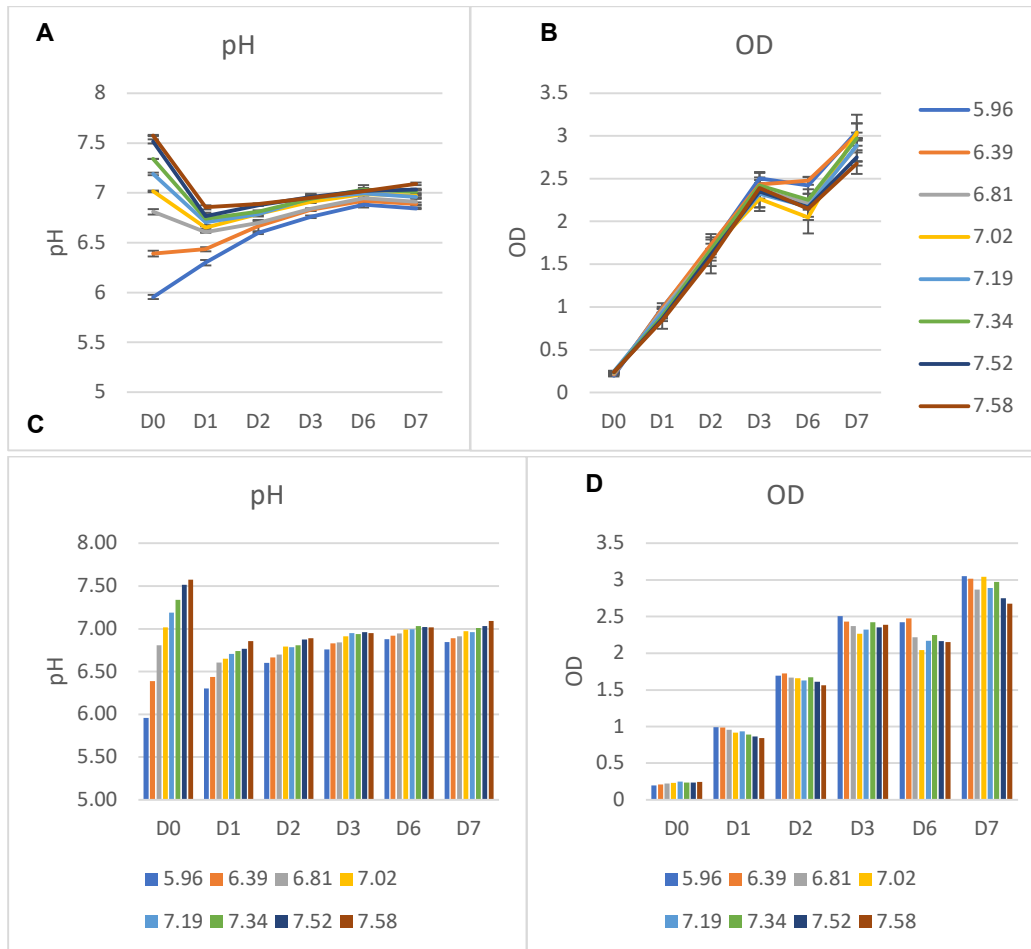 A
pH
8
7.5
7
6.5
6
5.5
5
pH
D0 D1 D2 D3 D6 D7
B
OD
3.5
3
2.5
2
1.5
1
0.5
0
OD
D0 D1 D2 D3 D6 D7
5.96
6.39
6.81
7.02
7.19
7.34
7.52
7.58
C
pH
8.00
7.50
7.00
6.50
6.00
5.50
5.00
pH
D0 D1 D2 D3 D6 D7
5.96 6.39 6.81 7.02
7.19 7.34 7.52 7.58
D
OD
3.5
3
2.5
2
1.5
1
0.5
0
OD
D0 D1 D2 D3 D6 D7
5.96 6.39 6.81 7.02
7.19 7.34 7.52 7.58